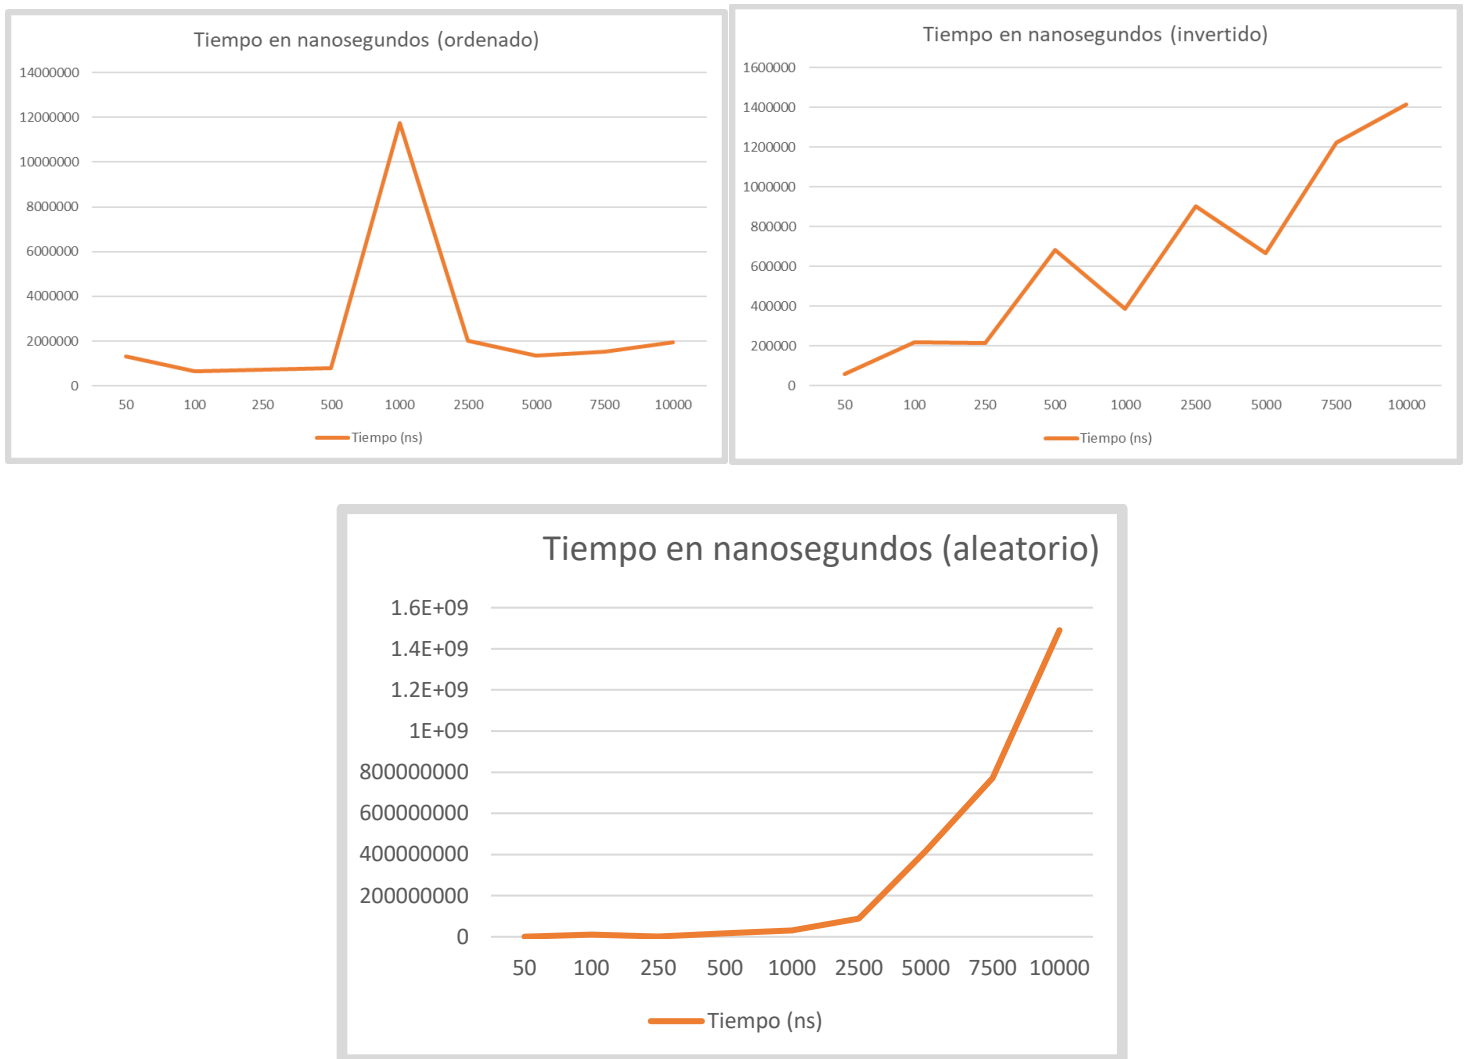 Tiempo en nanosegundos (ordenado)
14000000
12000000
10000000
8000000
6000000
4000000
2000000
0
50 100 250 500 1000 2500 5000 7500 10000
Tiempo (ns)
Tiempo en nanosegundos (invertido)
1600000
1400000
1200000
1000000
800000
600000
400000
200000
0
50 100 250 500 1000 2500 5000 7500 10000
Tiempo (ns)
Tiempo en nanosegundos (aleatorio)
1.6E+09
1.4E+09
1.2E+09
1E+09
800000000
600000000
400000000
200000000
0
50 100 250 500 1000 2500 5000 7500 10000
Tiempo (ns)